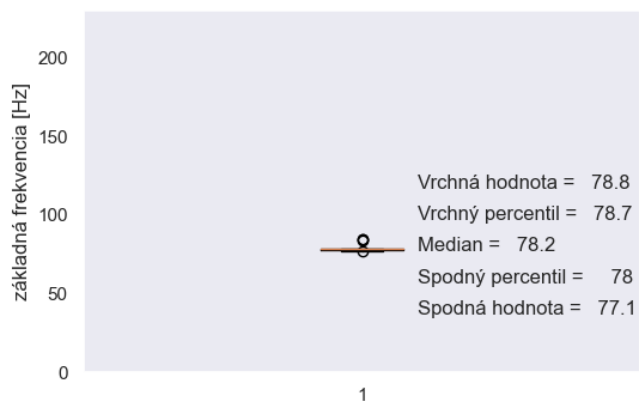 200
150
100
50
0
základná frekvencia [Hz]
Vrchná hodnota = 78.8
Vrchný percentil = 78.7
Median = 78.2
Spodný percentil = 78
Spodná hodnota = 77.1
1